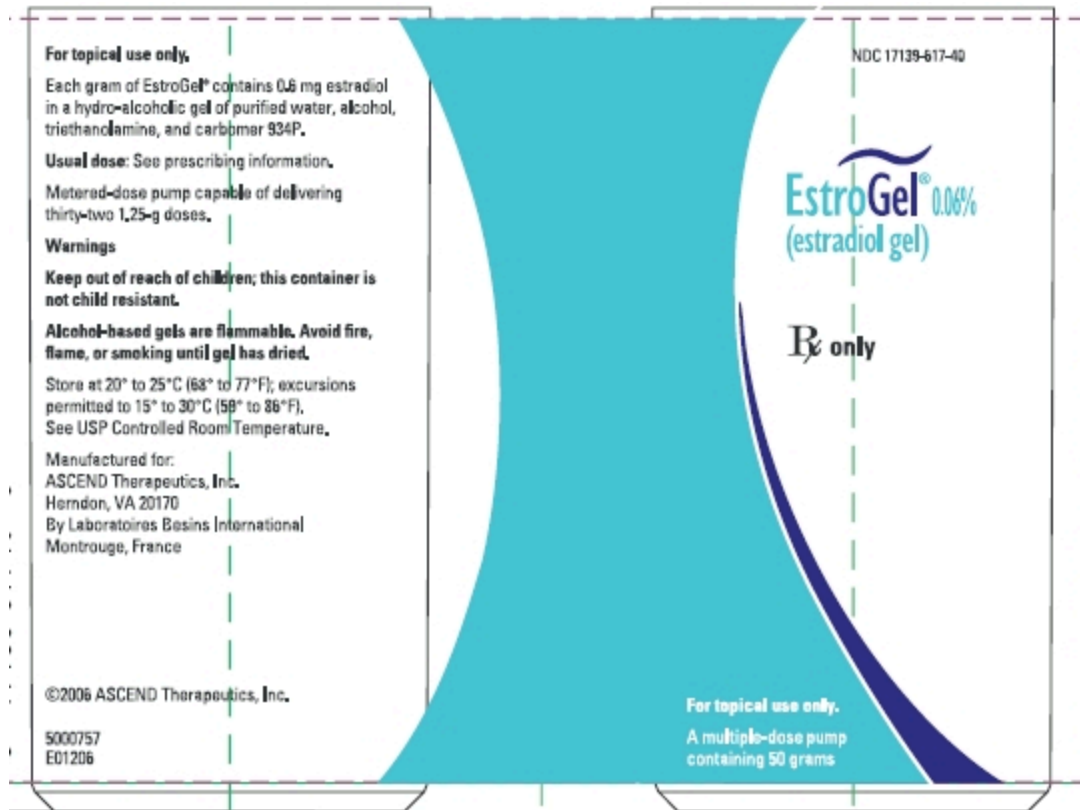 For topical use only.
Each gram of EstroGel® contains 0.6 mg estradiol
in a hydro-alcoholic gel of purified water, alcohol,
triethanolamine, and carbomer 934P.
Usual dose: See prescribing information.
Metered-dose pump capable of delivering
thirty-two 1.25-g doses.
Warnings
Keep out of reach of children; this container is
not child resistant.
Alcohol-based gels are flammable. Avoid fire,
flame, or smoking until gel has dried.
Store at 20° to 25°C (68° to 77°F); excursions
permitted to 15° to 30°C (59° to 86°F).
See USP Controlled Room Temperature.
Manufactured for:
ASCEND Therapeutics, Inc.
Herndon, VA 20170
By Laboratoires Besins International
Montrouge, France
©2006 ASCEND Therapeutics, Inc.
5000757
E01206
NDC 17139-617-40
EstroGel® 0.06%
(estradiol gel)
℞ only
For topical use only.
A multiple-dose pump
containing 50 grams